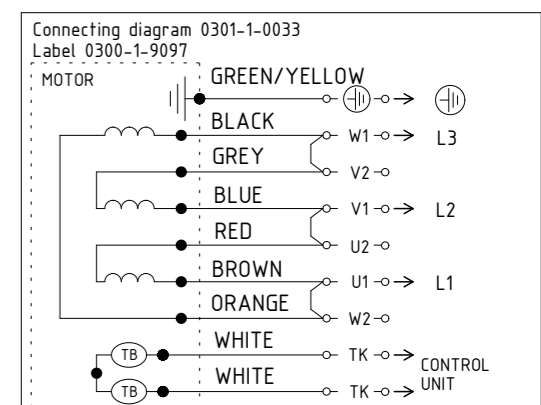 Connecting diagram 0301-1-0033
Label 0300-1-9097
MOTOR
GREEN/YELLOW
BLACK W1 L3
GREY V2
BLUE V1 L2
RED U2
BROWN U1 L1
ORANGE W2
TB WHITE TK
CONTROL
UNIT
TB WHITE TK